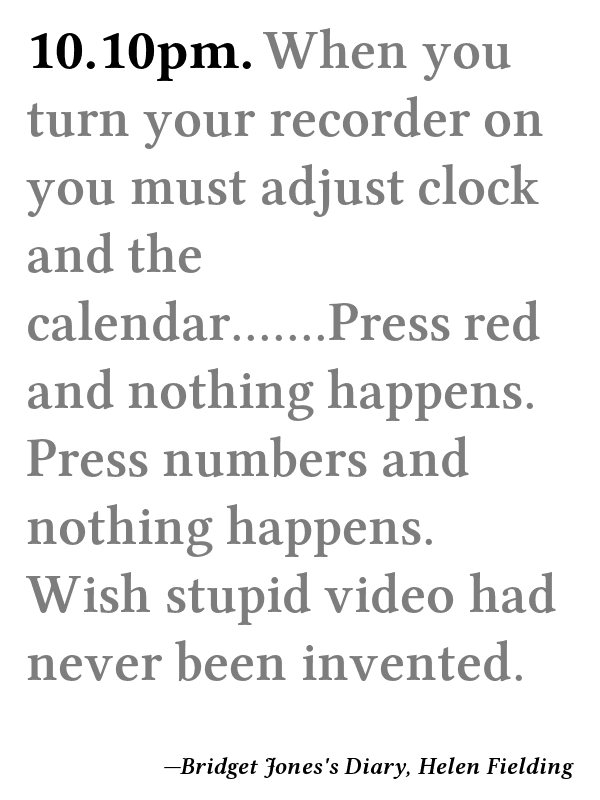 10.10pm. When you
turn your recorder on
you must adjust clock
and the
calendar.......Press red
and nothing happens.
Press numbers and
nothing happens.
Wish stupid video had
never been invented.
—Bridget Jones's Diary, Helen Fielding